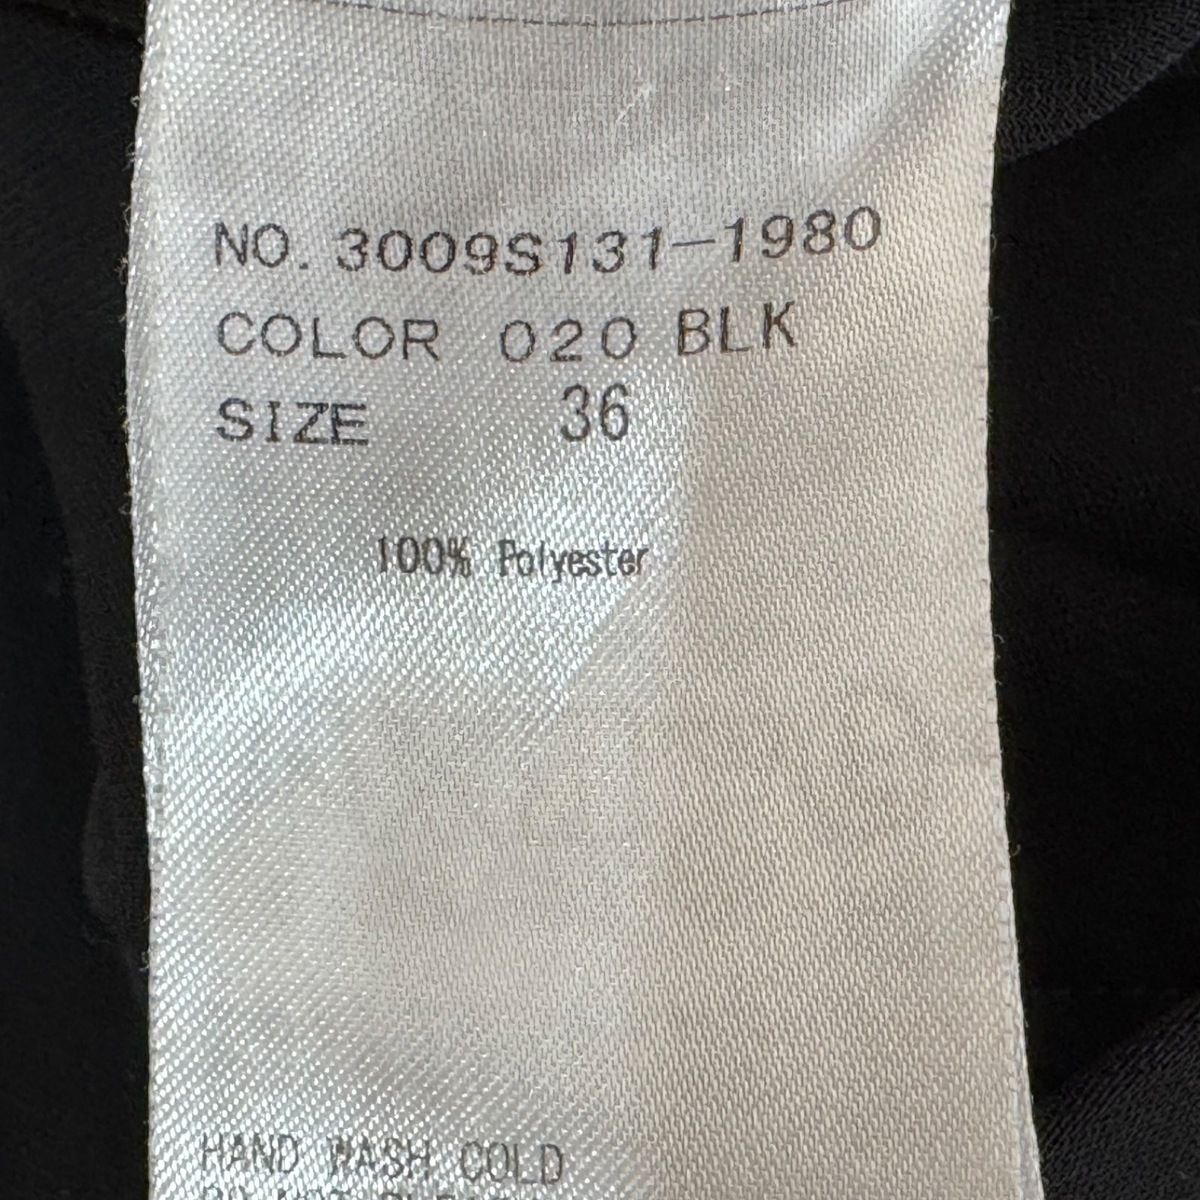 NO. 3009S131-1980
COLOR 020 BLK
SIZE 36
100% Polyester
HAND WASH COLD